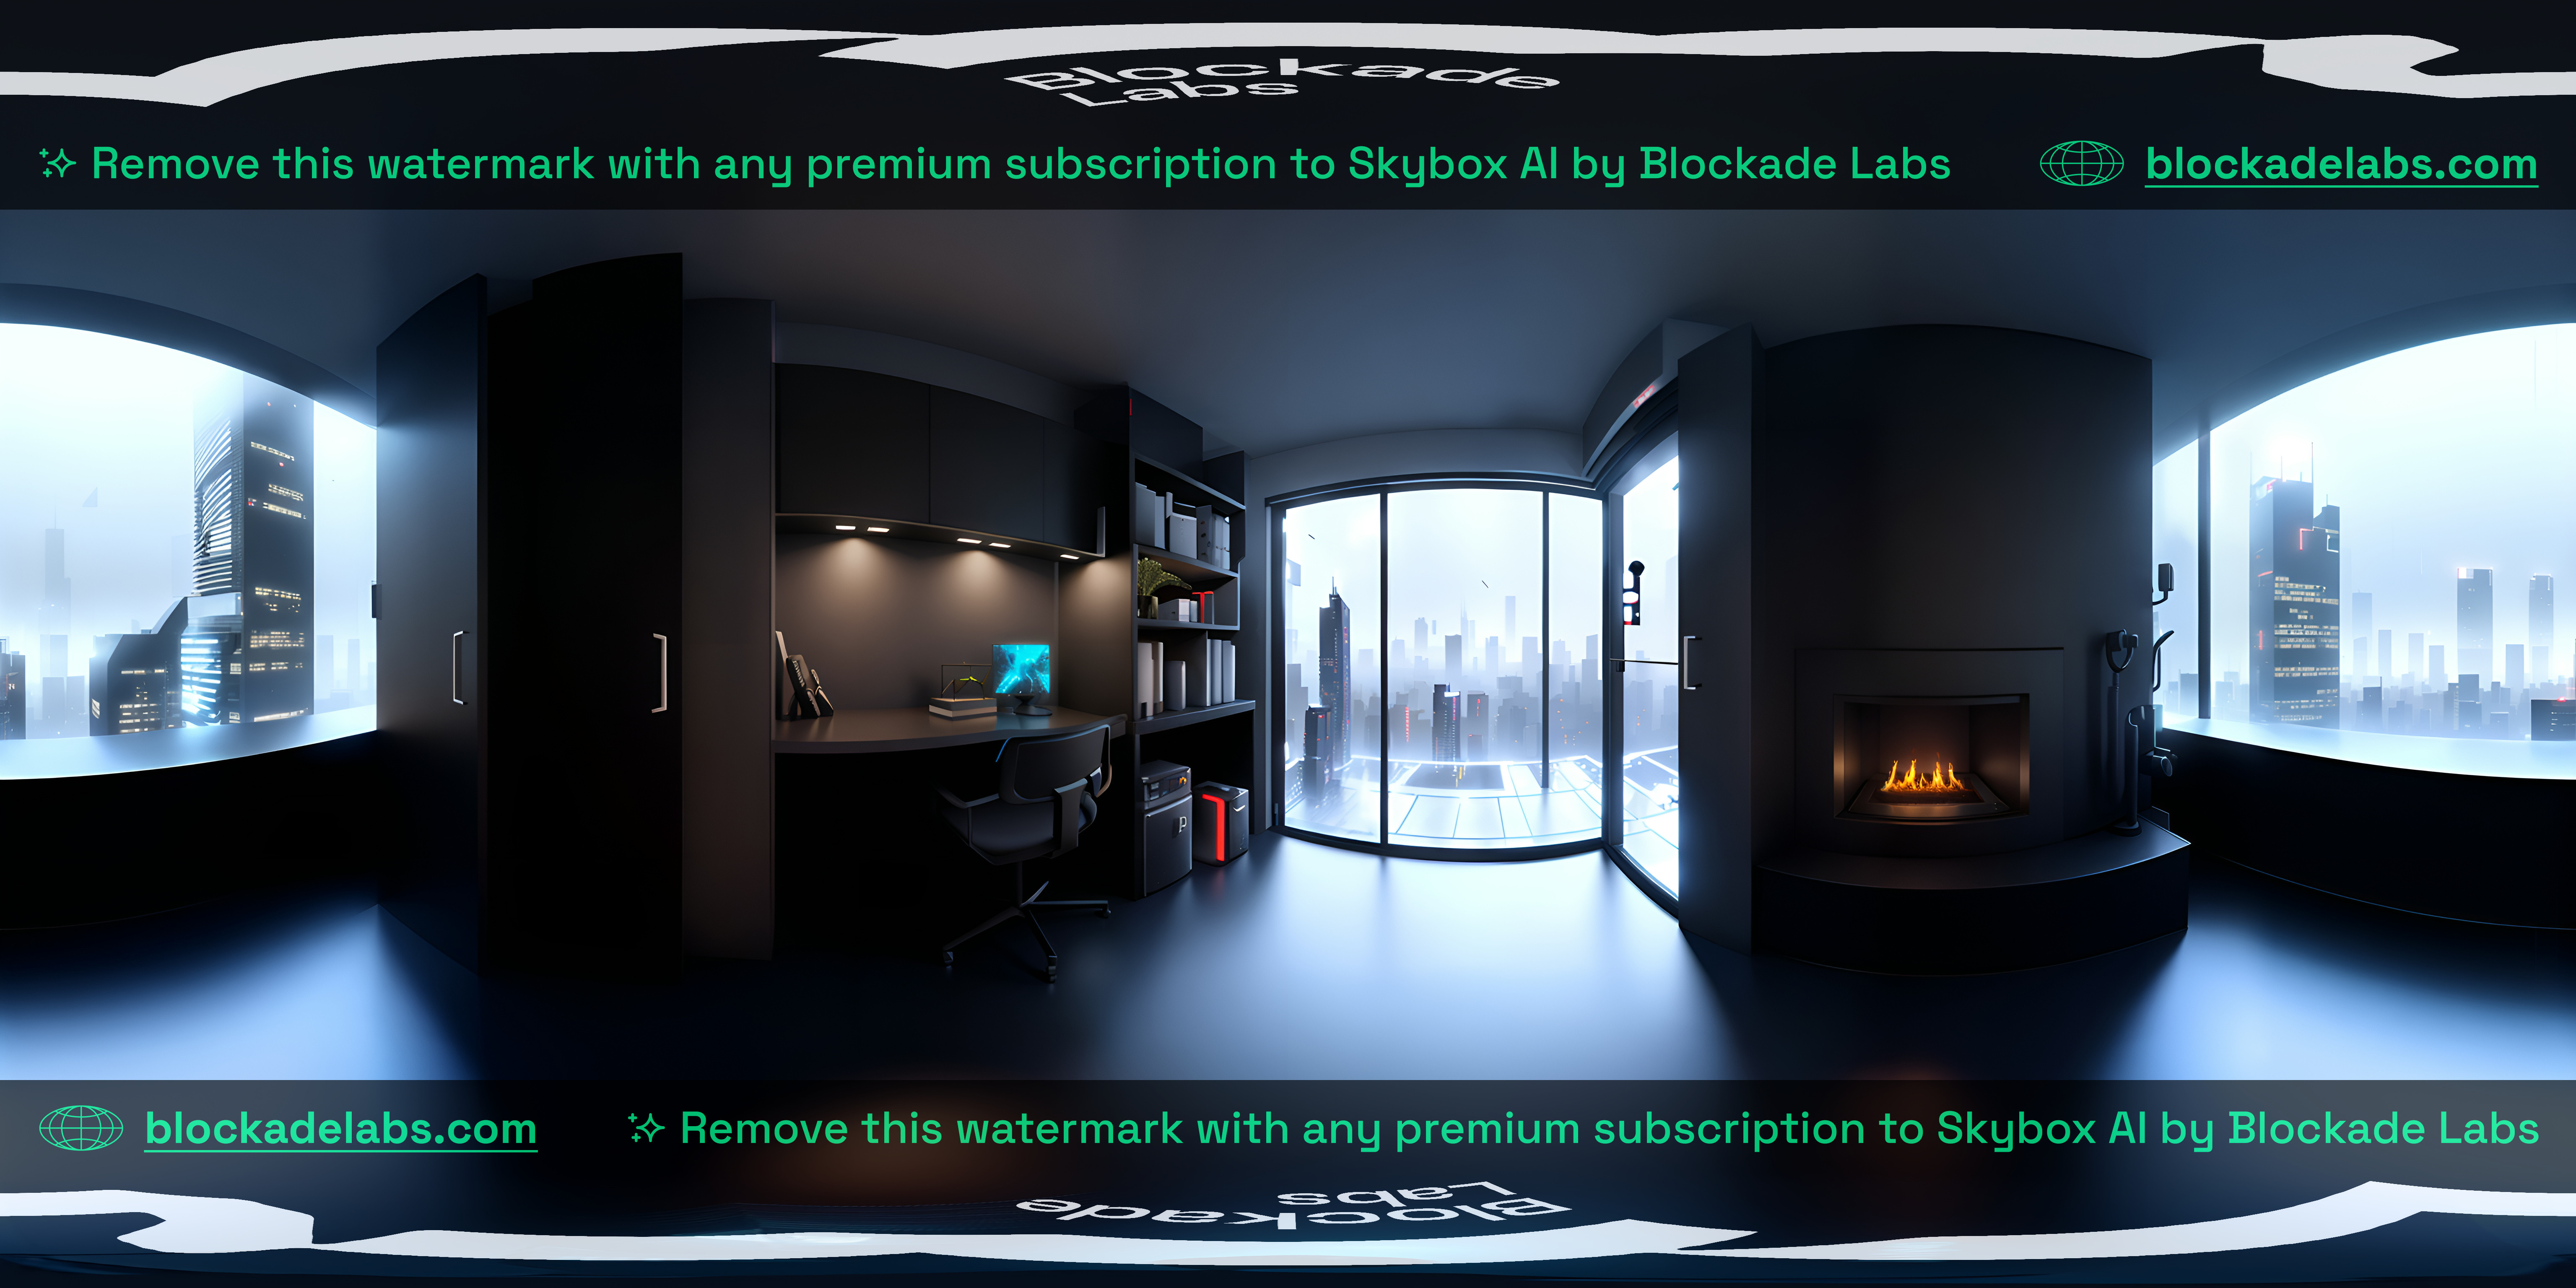 Blockade
Labs
Remove this watermark with any premium subscription to Skybox AI by Blockade Labs
blockadelabs.com
blockadelabs.com
Remove this watermark with any premium subscription to Skybox AI by Blockade Labs
Labs
Blockade